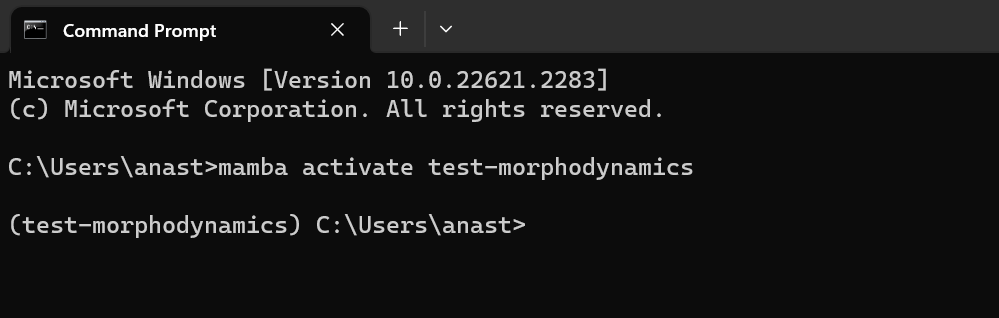 Command Prompt
Microsoft Windows [Version 10.0.22621.2283]
(c) Microsoft Corporation. All rights reserved.
C:\Users\anast>mamba activate test-morphodynamics
(test-morphodynamics) C:\Users\anast>